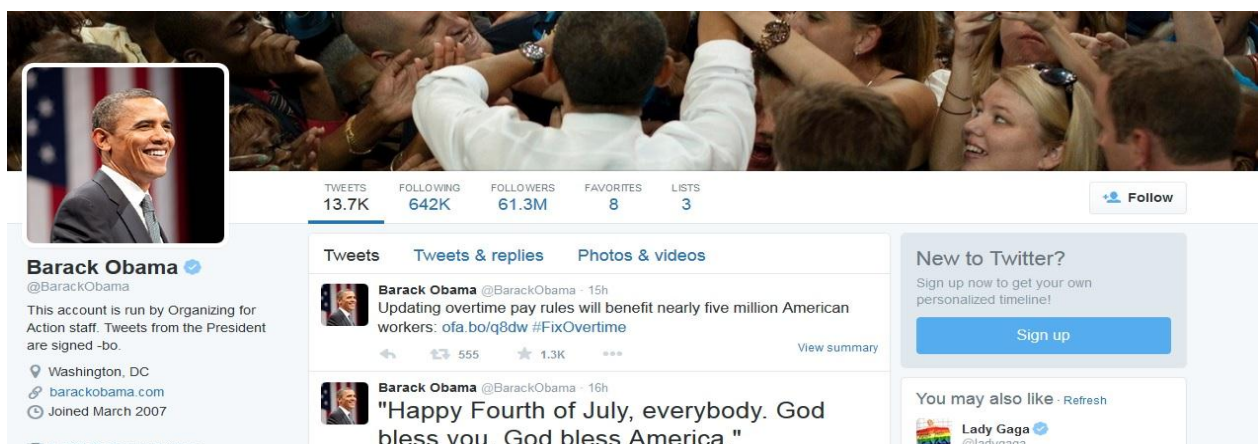 TWEETS
13.7K
FOLLOWING
642K
FOLLOWERS
61.3M
FAVORITES
8
LISTS
3
Follow
Barack Obama
@BarackObama
This account is run by Organizing for
Action staff. Tweets from the President
are signed -bo.
Washington, DC
barackobama.com
Joined March 2007
Tweets Tweets & replies Photos & videos
Barack Obama @BarackObama · 15h
Updating overtime pay rules will benefit nearly five million American
workers: ofa.bo/q8dw #FixOvertime
555 1.3K
View summary
Barack Obama @BarackObama · 16h
"Happy Fourth of July, everybody. God
bless you. God bless America."
New to Twitter?
Sign up now to get your own
personalized timeline!
Sign up
You may also like · Refresh
Lady Gaga
@ladygaga